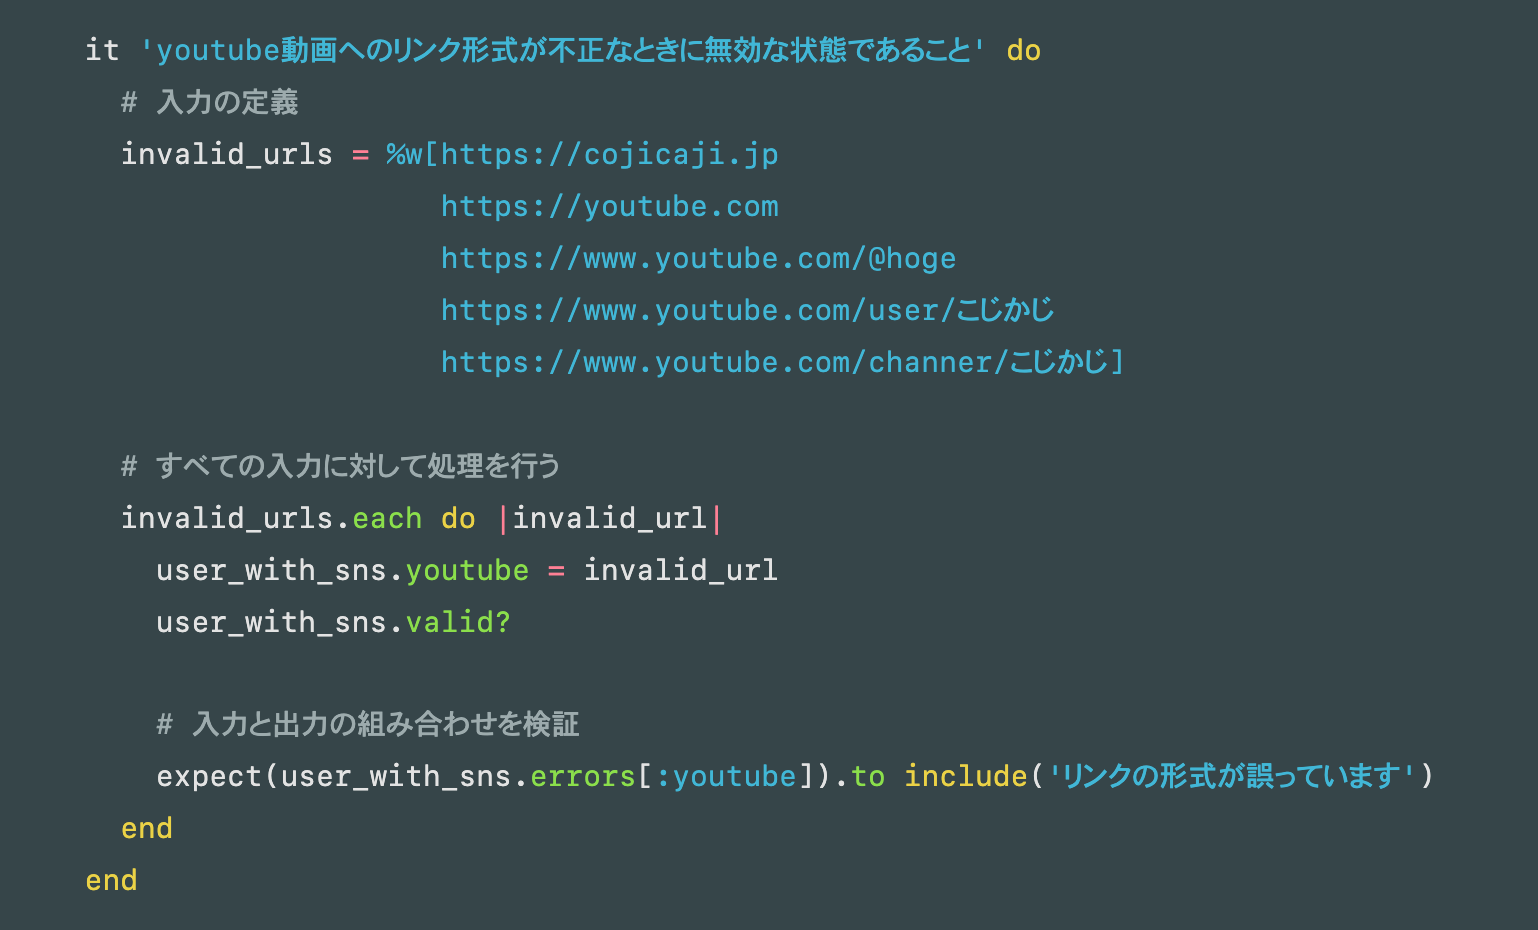 it 'youtube動画へのリンク形式が不正なときに無効な状態であること' do
# 入力の定義
invalid_urls = %w[https://cojicaji.jp
https://youtube.com
https://www.youtube.com/@hoge
https://www.youtube.com/user/こじかじ
https://www.youtube.com/channer/こじかじ]
# すべての入力に対して処理を行う
invalid_urls.each do |invalid_url|
user_with_sns.youtube = invalid_url
user_with_sns.valid?
# 入力と出力の組み合わせを検証
expect(user_with_sns.errors[:youtube]).to include('リンクの形式が誤っています')
end
end